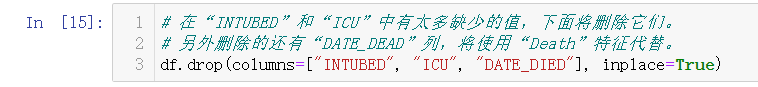 In [15]:
1 # 在“INTUBED”和“ICU”中有太多缺少的值，下面将删除它们。
2 # 另外删除的还有“DATE_DEAD”列，将使用“Death”特征代替。
3 df.drop(columns=["INTUBED", "ICU", "DATE_DIED"], inplace=True)